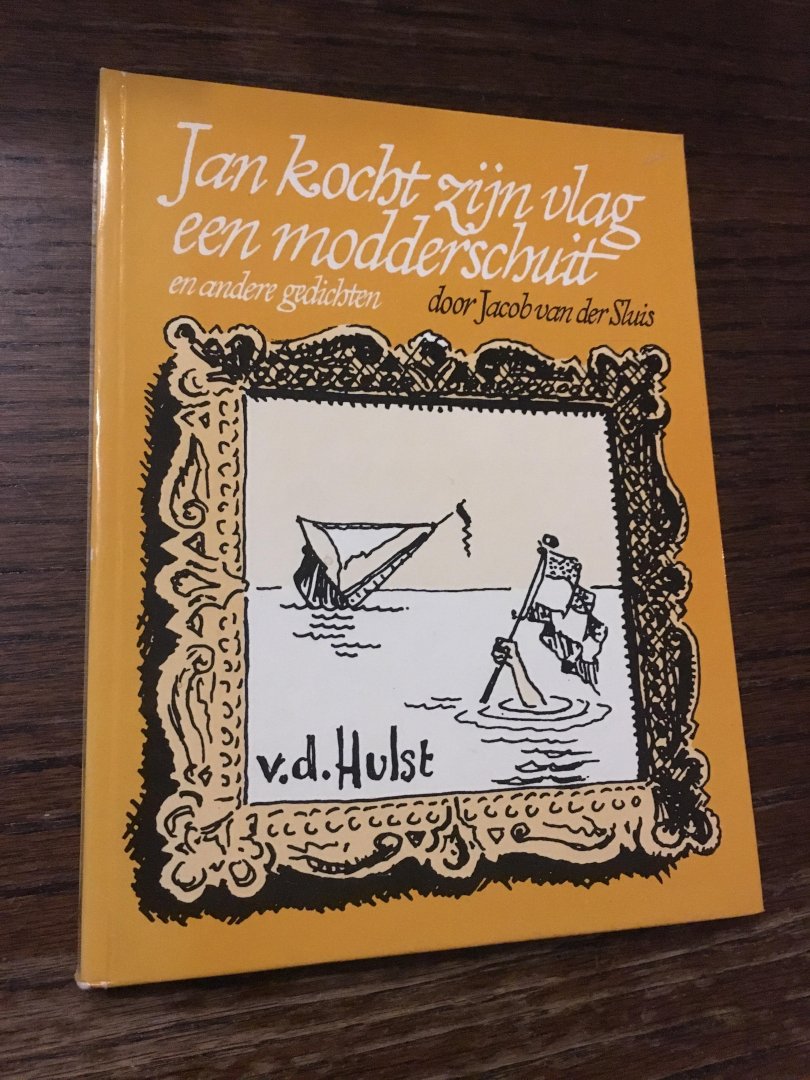 Jan kocht zijn vlag
een modderschuit
en andere gedichten
door Jacob van der Sluis
v.d. Hulst